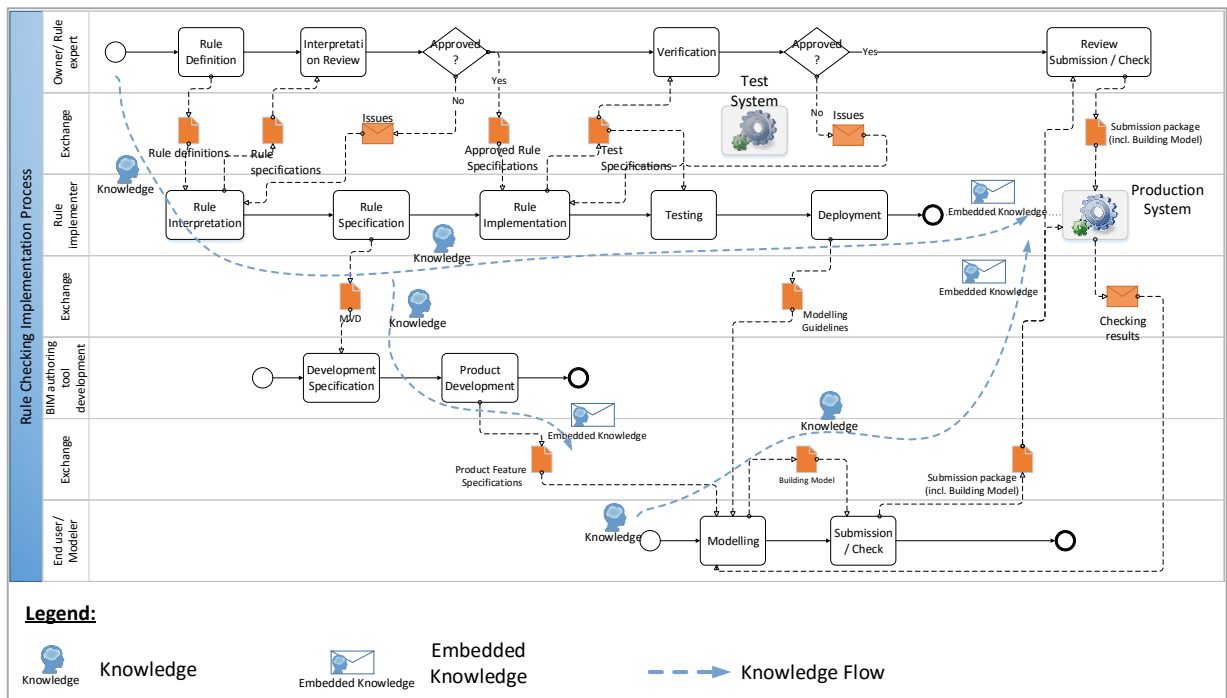 Rule Checking Implementation Process
Owner/ Rule
expert
Rule
Definition
Interpretati
on Review
Approved
?
Yes
No
Verification
Approved
?
Yes
No
Review
Submission / Check
Exchange
Rule definitions
Rule
specifications
Issues
Approved Rule
Specifications
Test
Specifications
Test
System
Issues
Submission package
(incl. Building Model)
Knowledge
Rule
implementer
Rule
Interpretation
Rule
Specification
Rule
Implementation
Testing
Deployment
Embedded Knowledge
Production
System
Knowledge
Exchange
MVD
Knowledge
Modelling
Guidelines
Embedded Knowledge
Checking
results
BIM authoring
tool
development
Development
Specification
Product
Development
Embedded Knowledge
Knowledge
Exchange
Product Feature
Specifications
Building Model
Submission package
(incl. Building Model)
End user/
Modeler
Knowledge
Modelling
Submission
/ Check
Legend:
Knowledge
Knowledge
Embedded Knowledge
Embedded
Knowledge
Knowledge Flow